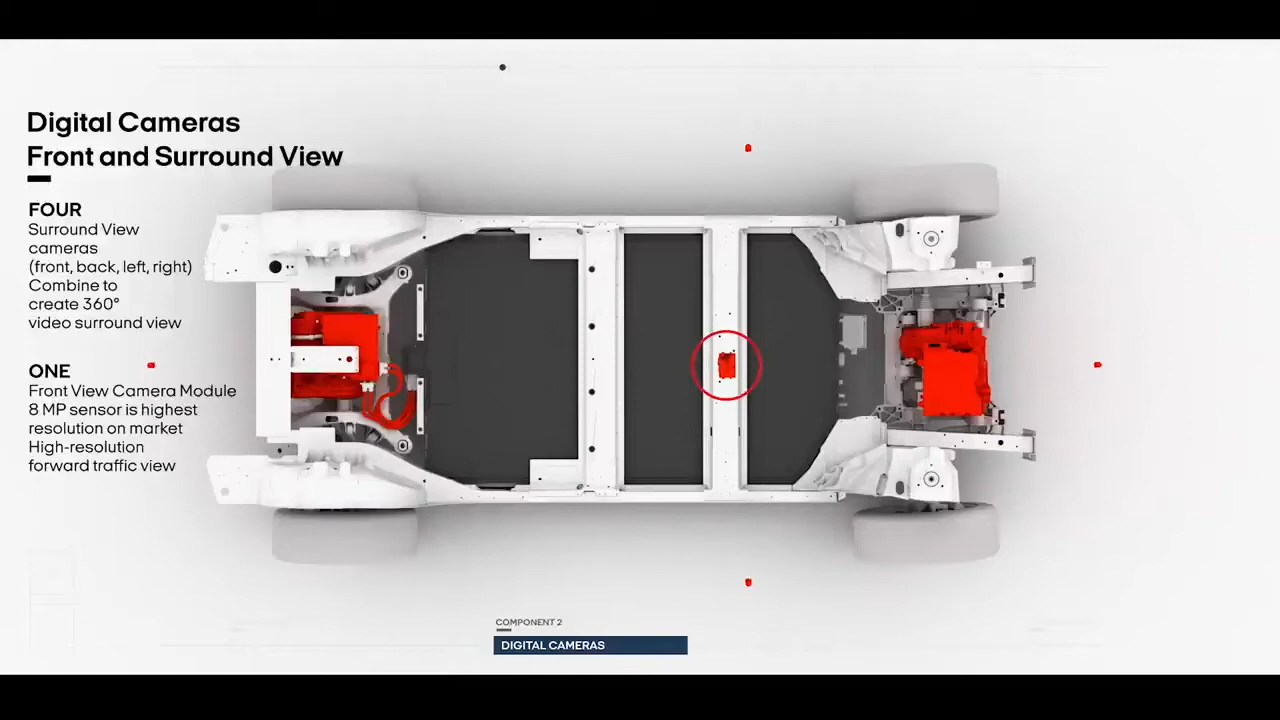 Digital Cameras
Front and Surround View
FOUR
Surround View
cameras
(front, back, left, right)
Combine to
create 360°
video surround view
ONE
Front View Camera Module
8 MP sensor is highest
resolution on market
High-resolution
forward traffic view
COMPONENT 2
DIGITAL CAMERAS